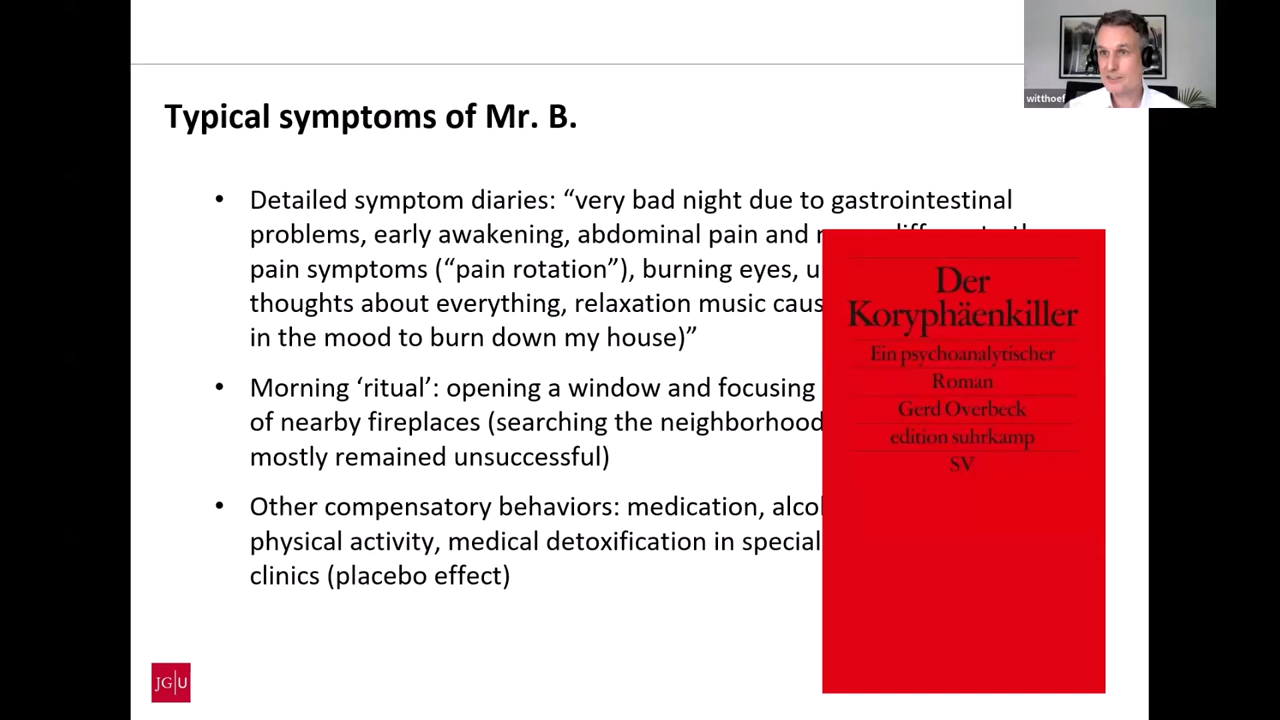 witthoef
Typical symptoms of Mr. B.
• Detailed symptom diaries: “very bad night due to gastrointestinal
problems, early awakening, abdominal pain and
pain symptoms (“pain rotation”), burning eyes,
thoughts about everything, relaxation music
in the mood to burn down my house)”
• Morning ‘ritual’: opening a window and focusing
of nearby fireplaces (searching the neighborhood
mostly remained unsuccessful)
• Other compensatory behaviors: medication,
physical activity, medical detoxification in special
clinics (placebo effect)
Der
Koryphäenkiller
Ein psychoanalytischer
Roman
Gerd Overbeck
edition suhrkamp
SV
JG|U